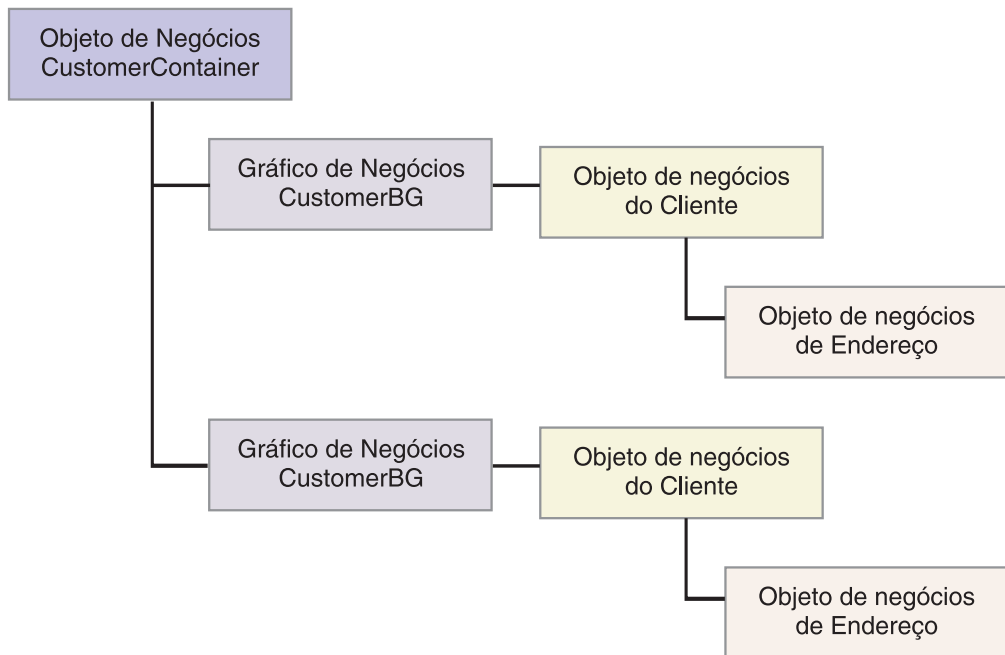 Objeto de Negócios
CustomerContainer
Gráfico de Negócios
CustomerBG
Objeto de negócios
do Cliente
Objeto de negócios
de Endereço
Gráfico de Negócios
CustomerBG
Objeto de negócios
do Cliente
Objeto de negócios
de Endereço